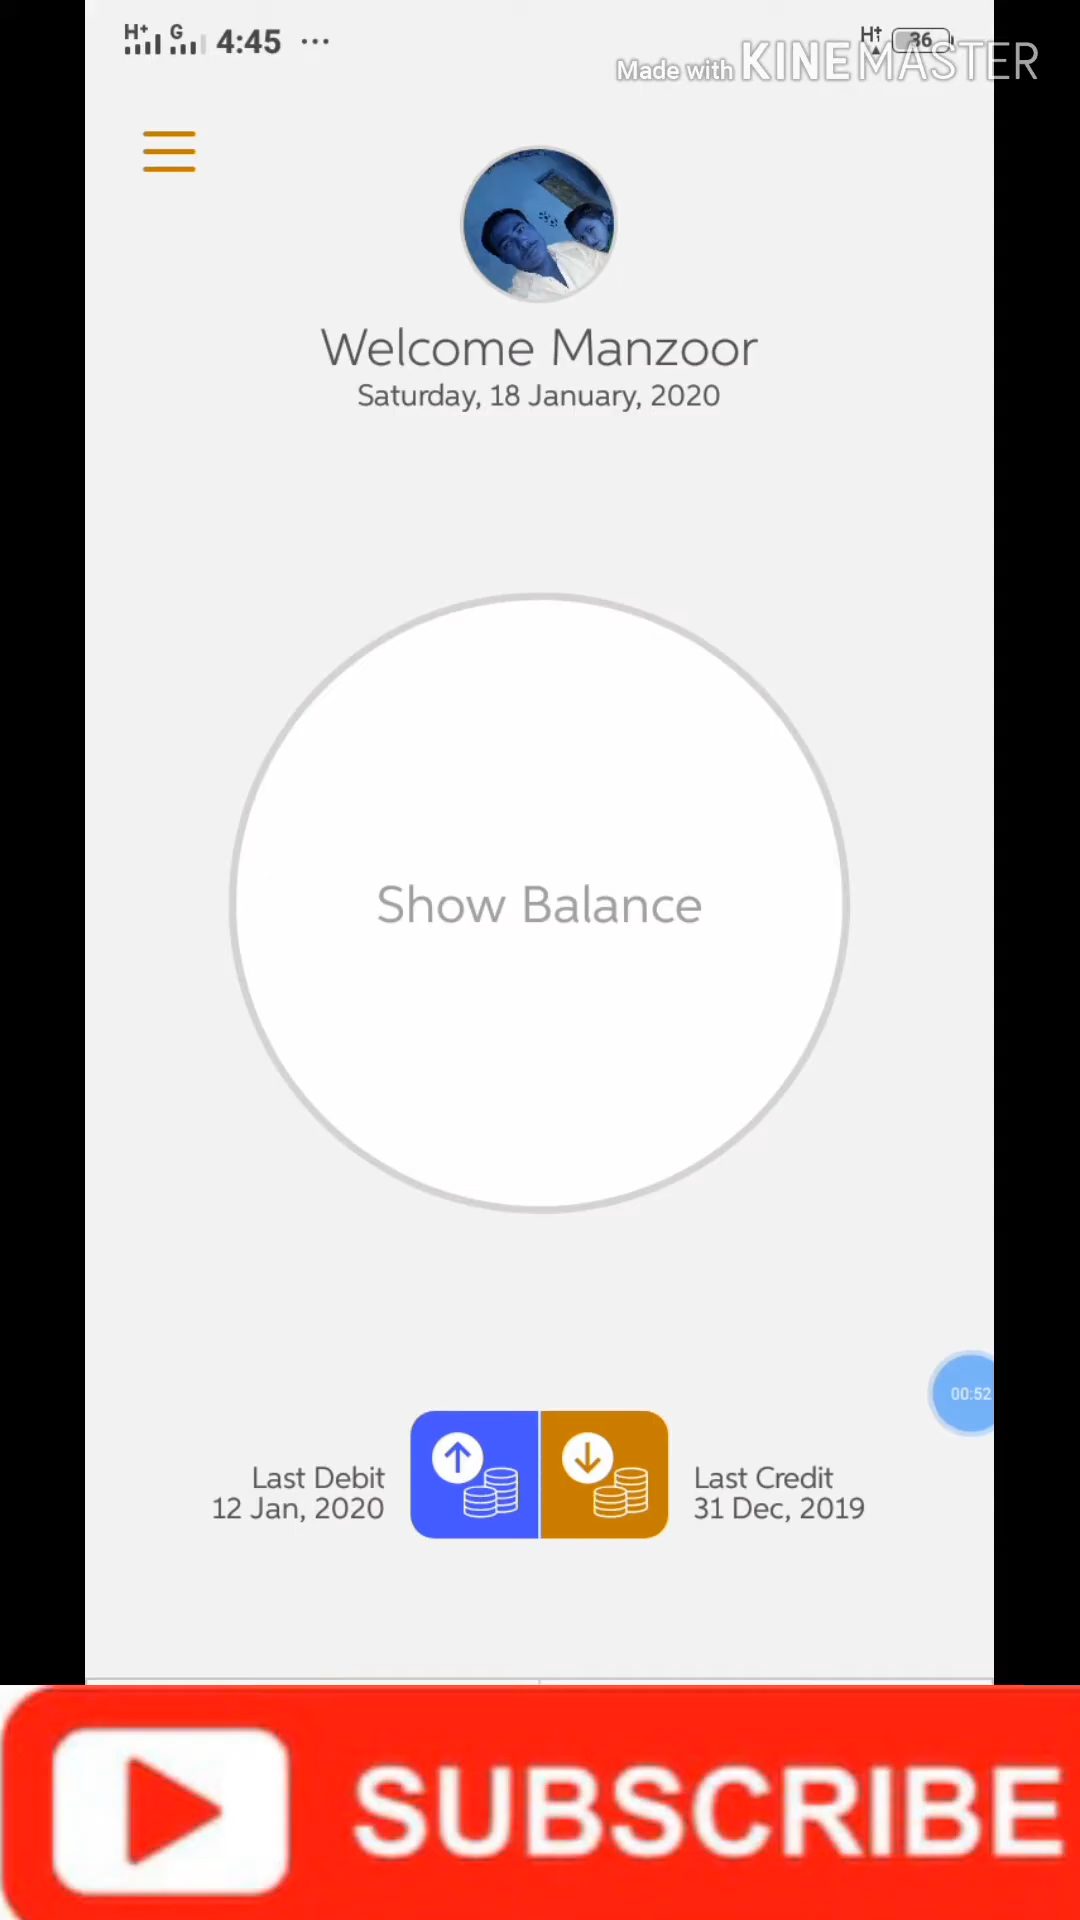 H+ G 4:45 ...
H+ 36
Made with KINEMASTER
Welcome Manzoor
Saturday, 18 January, 2020
Show Balance
00:52
Last Debit
12 Jan, 2020
Last Credit
31 Dec, 2019
SUBSCRIBE